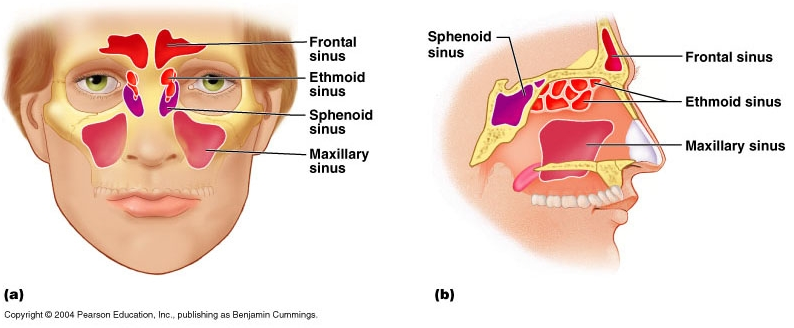 Frontal
sinus
Ethmoid
sinus
Sphenoid
sinus
Maxillary
sinus
(a)
Sphenoid
sinus
Frontal sinus
Ethmoid sinus
Maxillary sinus
(b)
Copyright © 2004 Pearson Education, Inc., publishing as Benjamin Cummings.